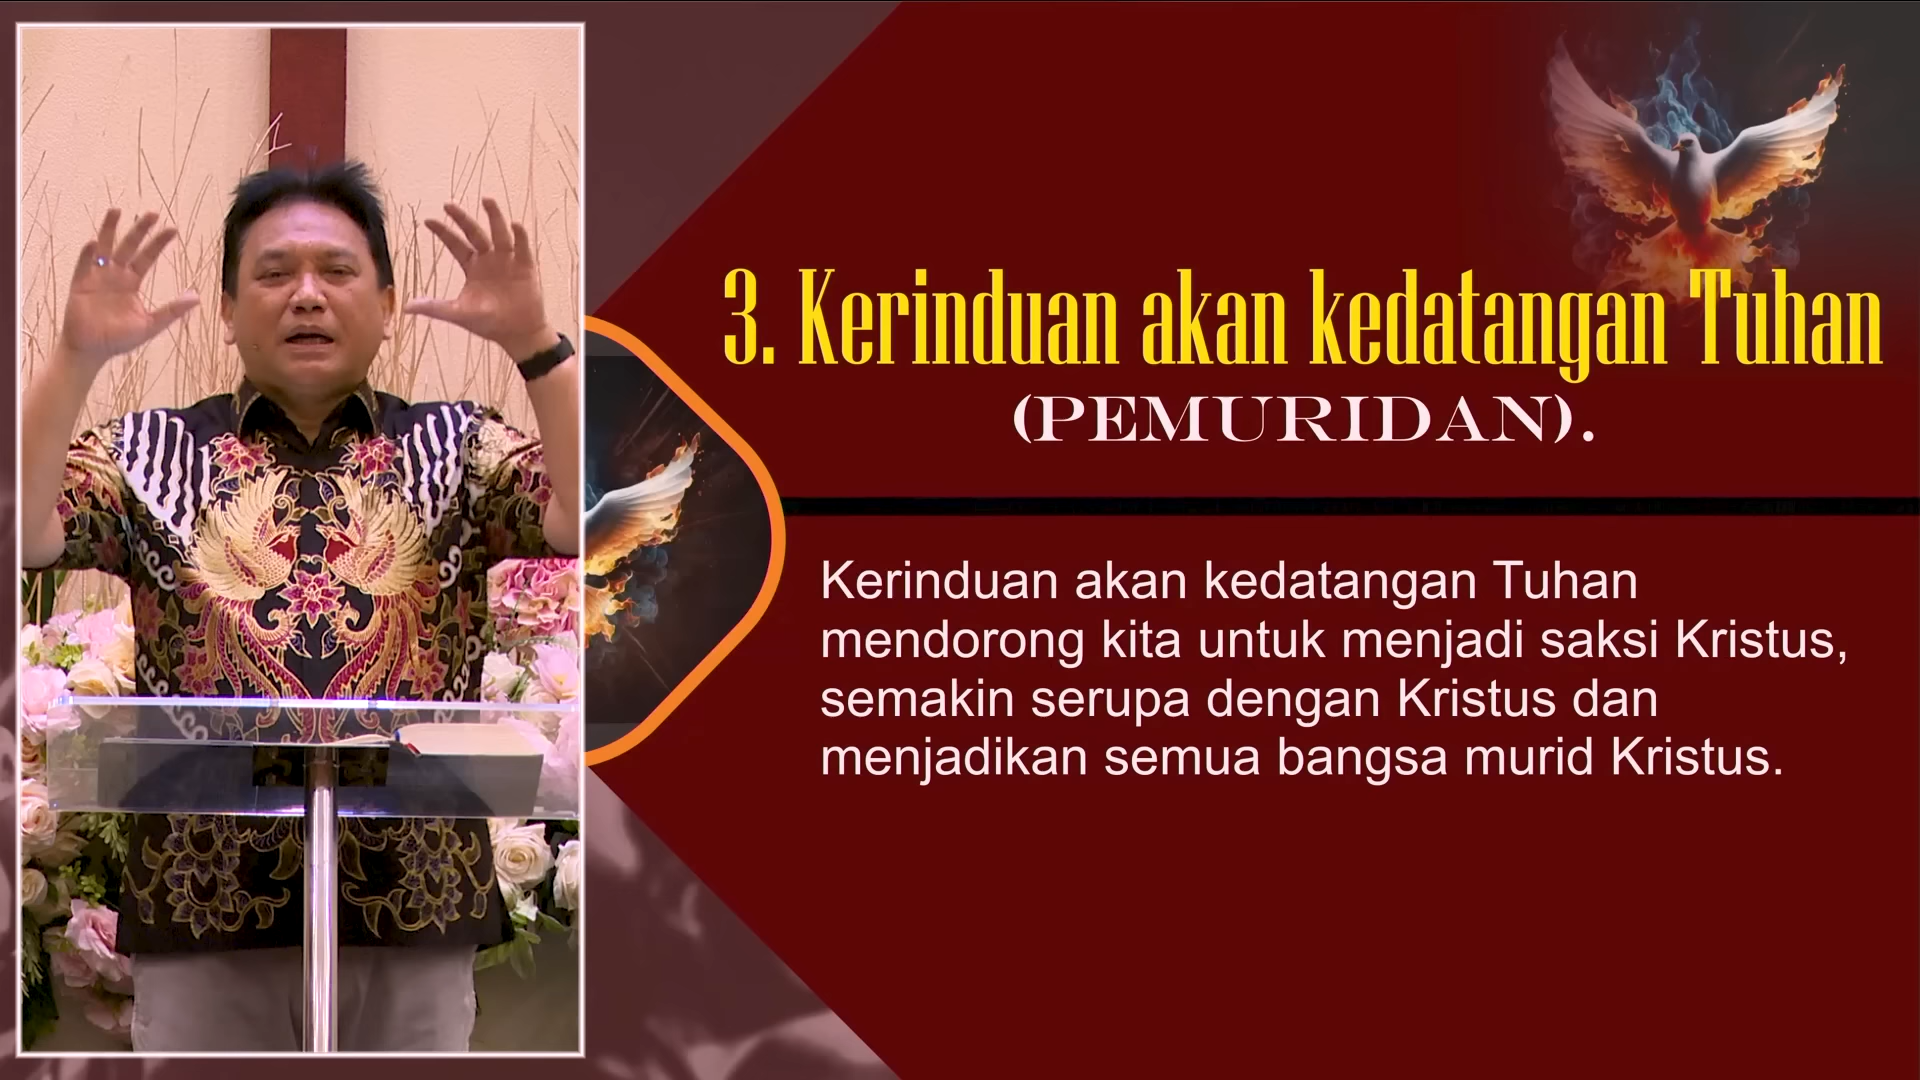 3. Kerinduan akan kedatangan Tuhan
(PEMURIDAN).
Kerinduan akan kedatangan Tuhan
mendorong kita untuk menjadi saksi Kristus,
semakin serupa dengan Kristus dan
menjadikan semua bangsa murid Kristus.